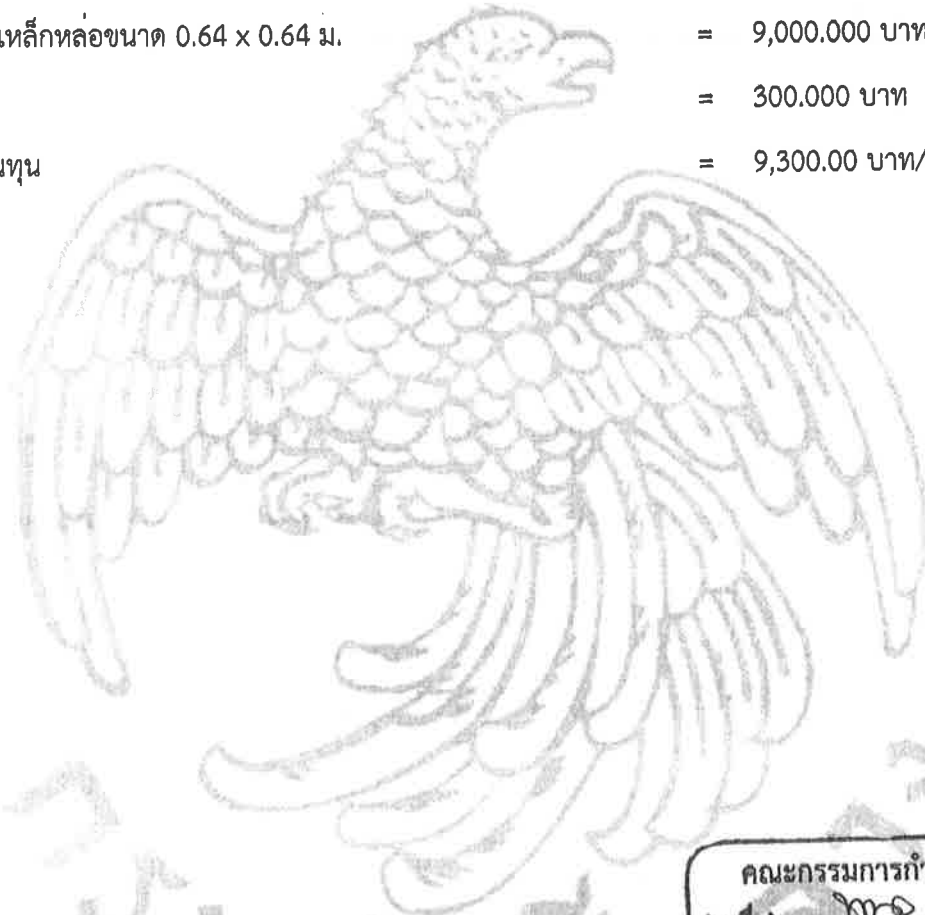 เหล็กหล่อขนาด 0.64 x 0.64 ม. = 9,000.000 บาท
= 300.000 บาท
นทุน = 9,300.00 บาท/
คณะกรรมการกำ